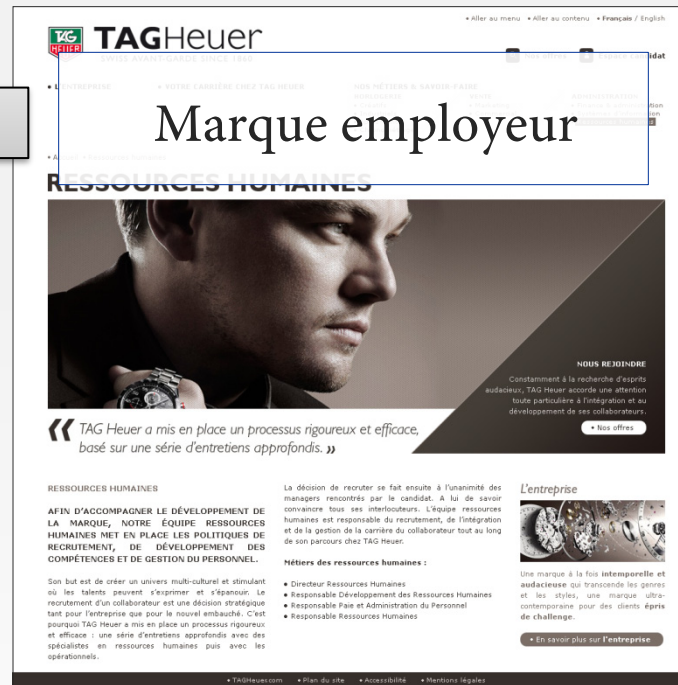 • Aller au menu • Aller au contenu • Français / English
TAG
HEUER
TAGHeuer
SWISS AVANT-GARDE SINCE 1860
Nos offres Espace candidat
• L'ENTREPRISE • VOTRE CARRIÈRE CHEZ TAG HEUER NOS MÉTIERS & SAVOIR-FAIRE
Marque employeur
RESSOURCES HUMAINES
NOUS REJOINDRE
Constamment à la recherche d'esprits
audacieux, TAG Heuer accorde une attention
toute particulière à l'intégration et au
développement de ses collaborateurs.
• Nos offres
« TAG Heuer a mis en place un processus rigoureux et efficace,
basé sur une série d'entretiens approfondis. »
RESSOURCES HUMAINES
AFIN D'ACCOMPAGNER LE DÉVELOPPEMENT DE
LA MARQUE, NOTRE ÉQUIPE RESSOURCES
HUMAINES MET EN PLACE LES POLITIQUES DE
RECRUTEMENT, DE DÉVELOPPEMENT DES
COMPÉTENCES ET DE GESTION DU PERSONNEL.
Son but est de créer un univers multi-culturel et stimulant
où les talents peuvent s'exprimer et s'épanouir. Le
recrutement d'un collaborateur est une décision stratégique
tant pour l'entreprise que pour le nouvel embauché. C'est
pourquoi TAG Heuer a mis en place un processus rigoureux
et efficace : une série d'entretiens approfondis avec des
spécialistes en ressources humaines puis avec les
opérationnels.
La décision de recruter se fait ensuite à l'unanimité des
managers rencontrés par le candidat. A lui de savoir
convaincre tous ses interlocuteurs. L'équipe ressources
humaines est responsable du recrutement, de l'intégration
et de la gestion de la carrière du collaborateur tout au long
de son parcours chez TAG Heuer.
Métiers des ressources humaines :
• Directeur Ressources Humaines
• Responsable Développement des Ressources Humaines
• Responsable Paie et Administration du Personnel
• Responsable Ressources Humaines
L'entreprise
Une marque à la fois intemporelle et
audacieuse qui transcende les genres
et les styles, une marque ultra-
contemporaine pour des clients épris
de challenge.
• En savoir plus sur l'entreprise
• TAGHeuer.com • Plan du site • Accessibilité • Mentions légales